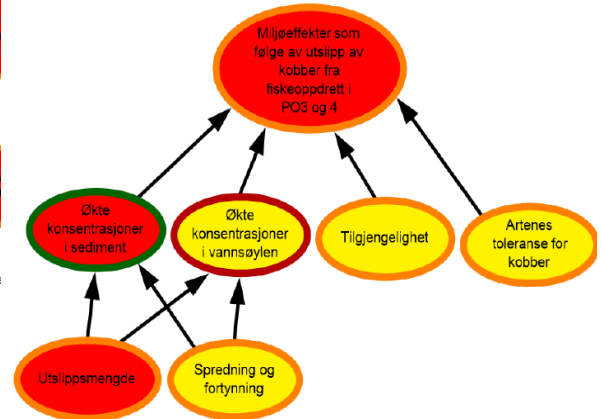 Miljøeffekter som
følge av utslipp av
kobber fra
fiskeoppdrett i
PO3 og 4
Økte
konsentrasjoner
i sediment
Økte
konsentrasjoner
i vannsøylen
Tilgjengelighet
Artenes
toleranse for
kobber
Utslippsmengde
Spredning og
fortynning